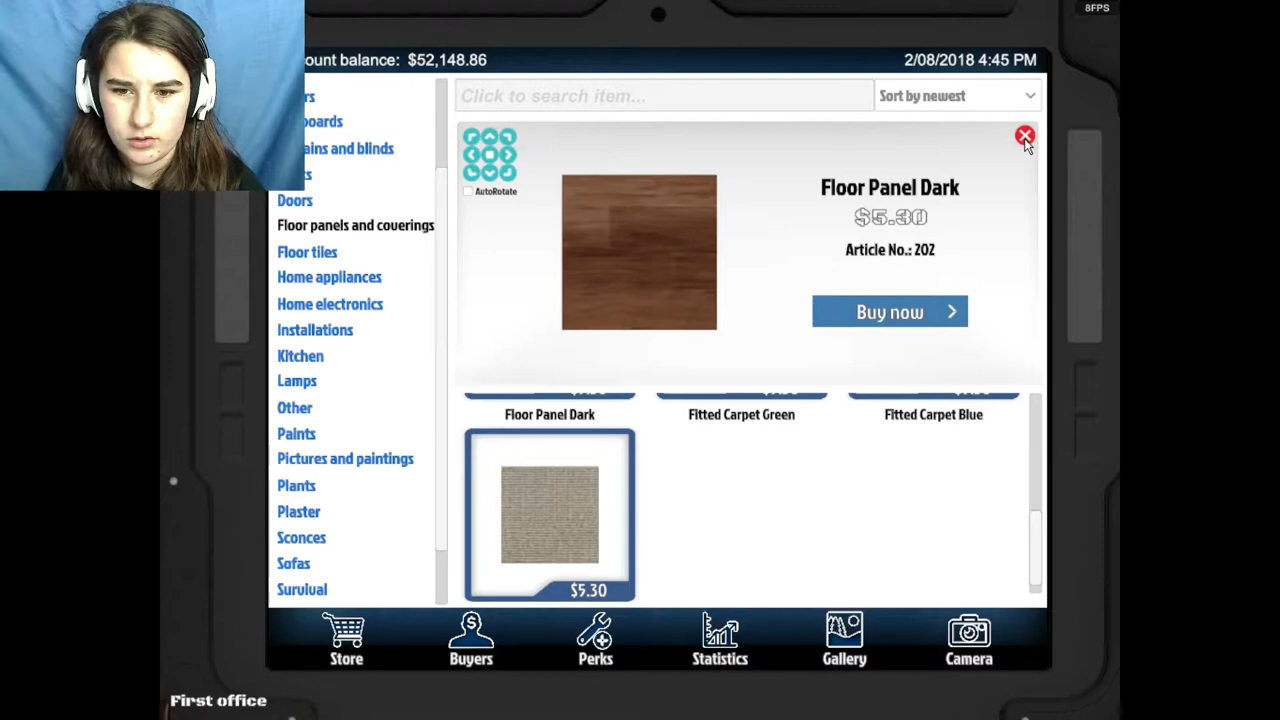 8FPS
ount balance: $52,148.86
2/08/2018 4:45 PM
Click to search item...
Sort by newest
rs
boards
ains and blinds
ts
Doors
Floor panels and coverings
Floor tiles
Home appliances
Home electronics
Installations
Kitchen
Lamps
Other
Paints
Pictures and paintings
Plants
Plaster
Sconces
Sofas
Survival
AutoRotate
Floor Panel Dark
$5.30
Article No.: 202
Buy now
Floor Panel Dark
Fitted Carpet Green
Fitted Carpet Blue
$5.30
Store
Buyers
Perks
Statistics
Gallery
Camera
First office